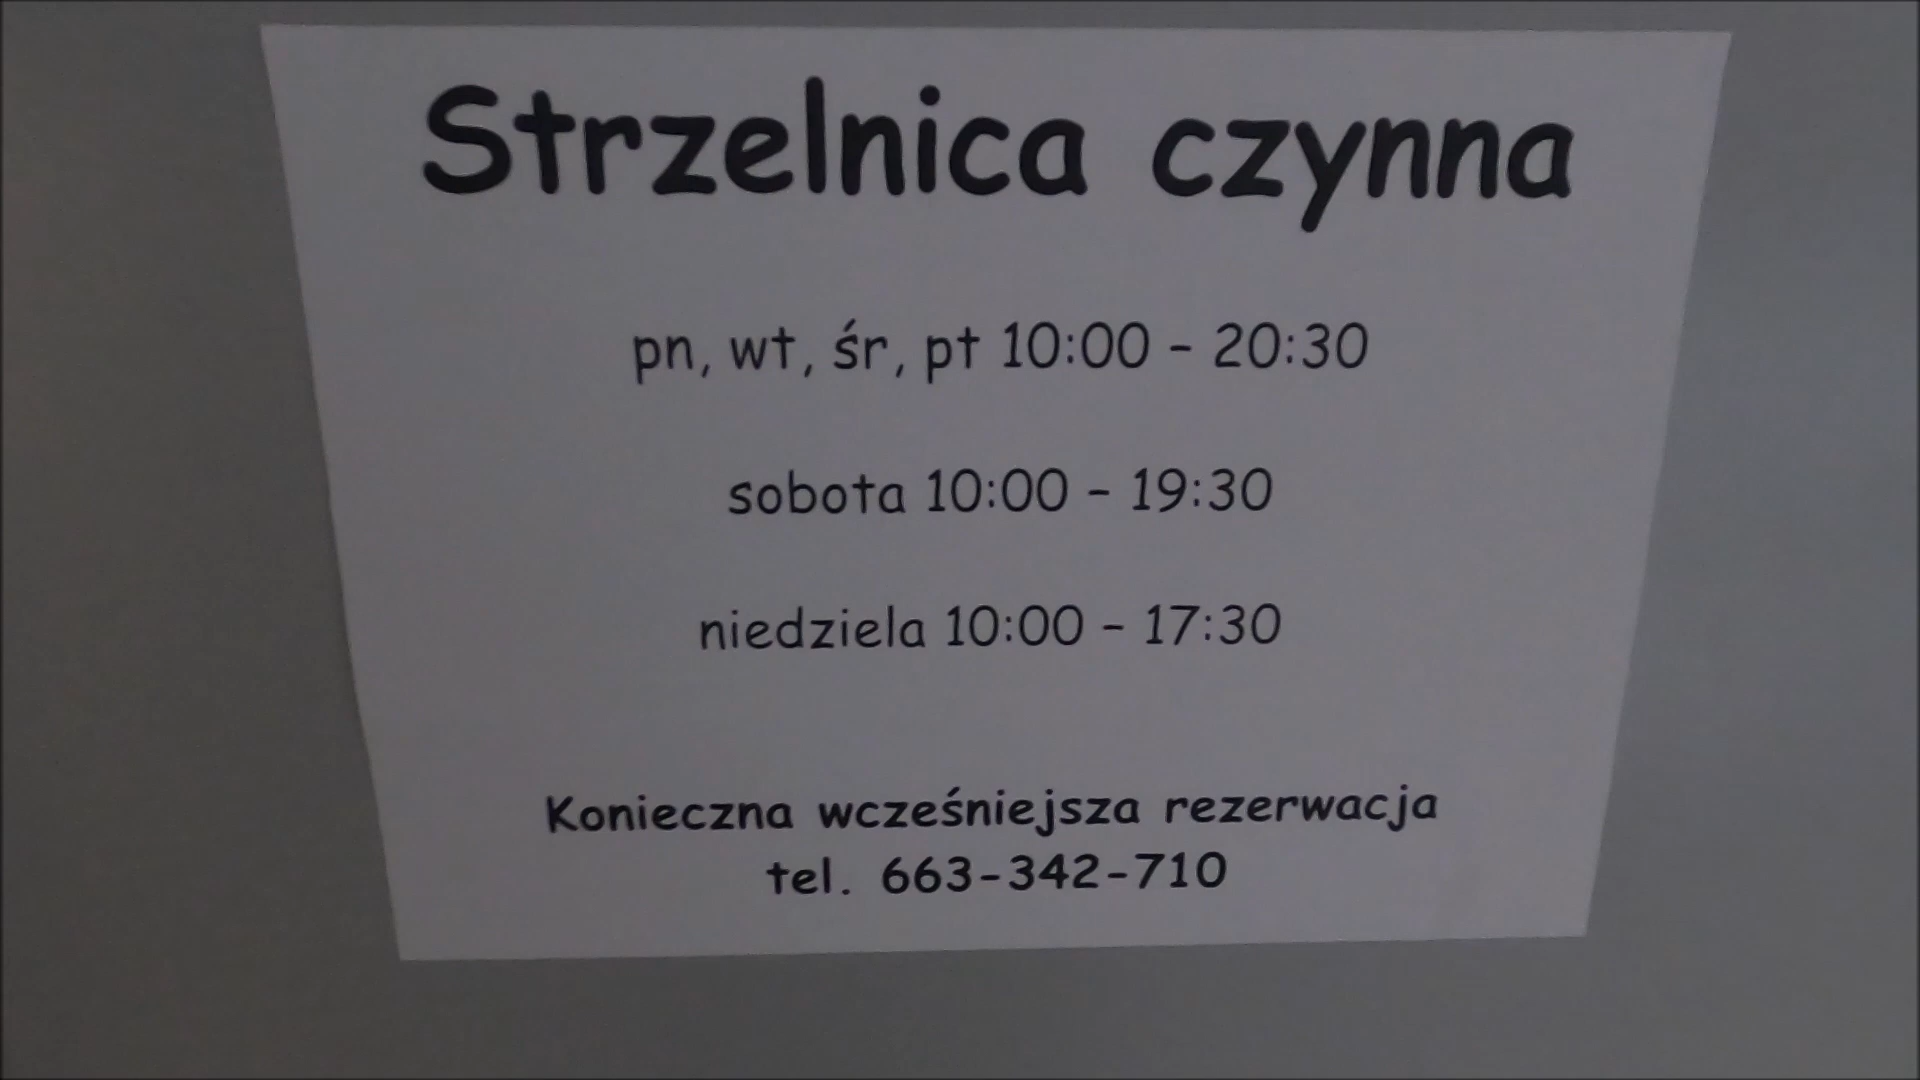 Strzelnica czynna
pn, wt, śr, pt 10:00 - 20:30
sobota 10:00 - 19:30
niedziela 10:00 - 17:30
Konieczna wcześniejsza rezerwacja
tel. 663-342-710